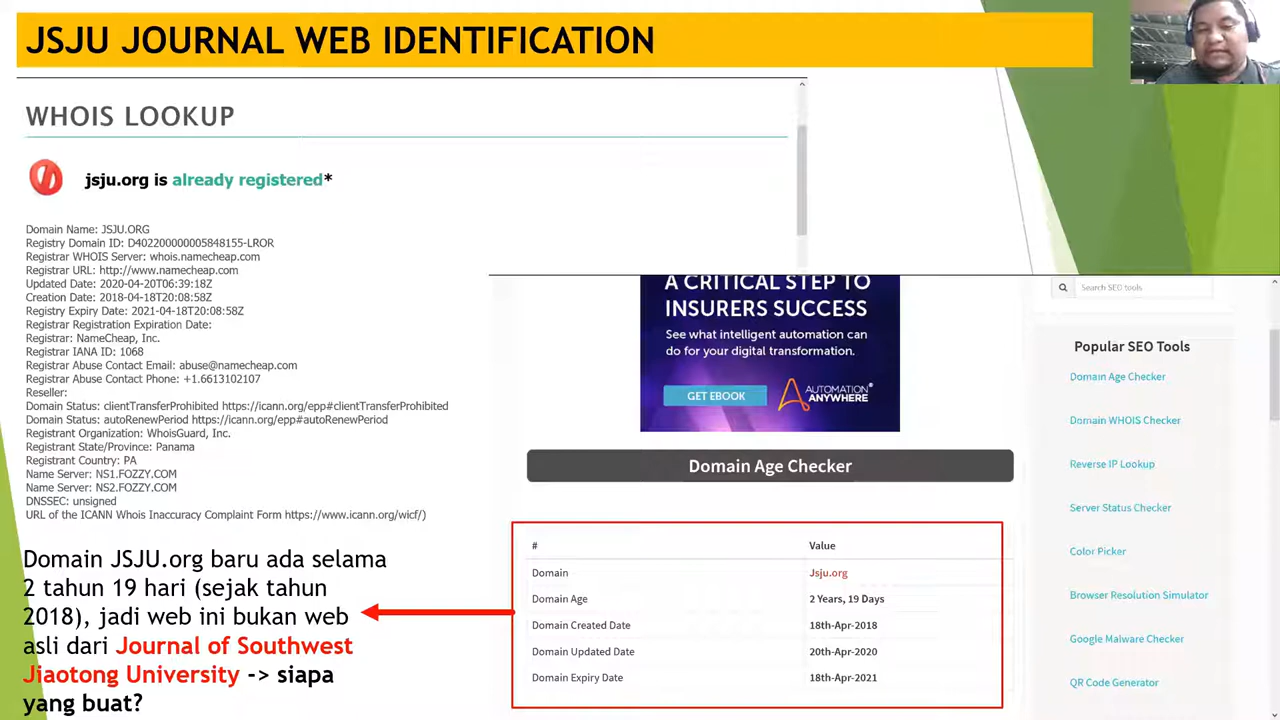 JSJU JOURNAL WEB IDENTIFICATION
WHOIS LOOKUP
jsju.org is already registered*
Domain Name: JSJU.ORG
Registry Domain ID: D402200000005848155-LROR
Registrar WHOIS Server: whois.namecheap.com
Registrar URL: http://www.namecheap.com
Updated Date: 2020-04-20T06:39:18Z
Creation Date: 2018-04-18T20:08:58Z
Registry Expiry Date: 2021-04-18T20:08:58Z
Registrar Registration Expiration Date:
Registrar: NameCheap, Inc.
Registrar IANA ID: 1068
Registrar Abuse Contact Email: abuse@namecheap.com
Registrar Abuse Contact Phone: +1.6613102107
Reseller:
Domain Status: clientTransferProhibited https://icann.org/epp#clientTransferProhibited
Domain Status: autoRenewPeriod https://icann.org/epp#autoRenewPeriod
Registrant Organization: WhoisGuard, Inc.
Registrant State/Province: Panama
Registrant Country: PA
Name Server: NS1.FOZZY.COM
Name Server: NS2.FOZZY.COM
DNSSEC: unsigned
URL of the ICANN Whois Inaccuracy Complaint Form https://www.icann.org/wicf/)
Domain JSJU.org baru ada selama
2 tahun 19 hari (sejak tahun
2018), jadi web ini bukan web
asli dari Journal of Southwest
Jiaotong University -> siapa
yang buat?
A CRITICAL STEP TO
INSURERS SUCCESS
See what intelligent automation can
do for your digital transformation.
GET EBOOK
AUTOMATION
ANYWHERE®
Domain Age Checker
# Value
Domain Jsju.org
Domain Age 2 Years, 19 Days
Domain Created Date 18th-Apr-2018
Domain Updated Date 20th-Apr-2020
Domain Expiry Date 18th-Apr-2021
Search SEO tools
Popular SEO Tools
Domain Age Checker
Domain WHOIS Checker
Reverse IP Lookup
Server Status Checker
Color Picker
Browser Resolution Simulator
Google Malware Checker
QR Code Generator